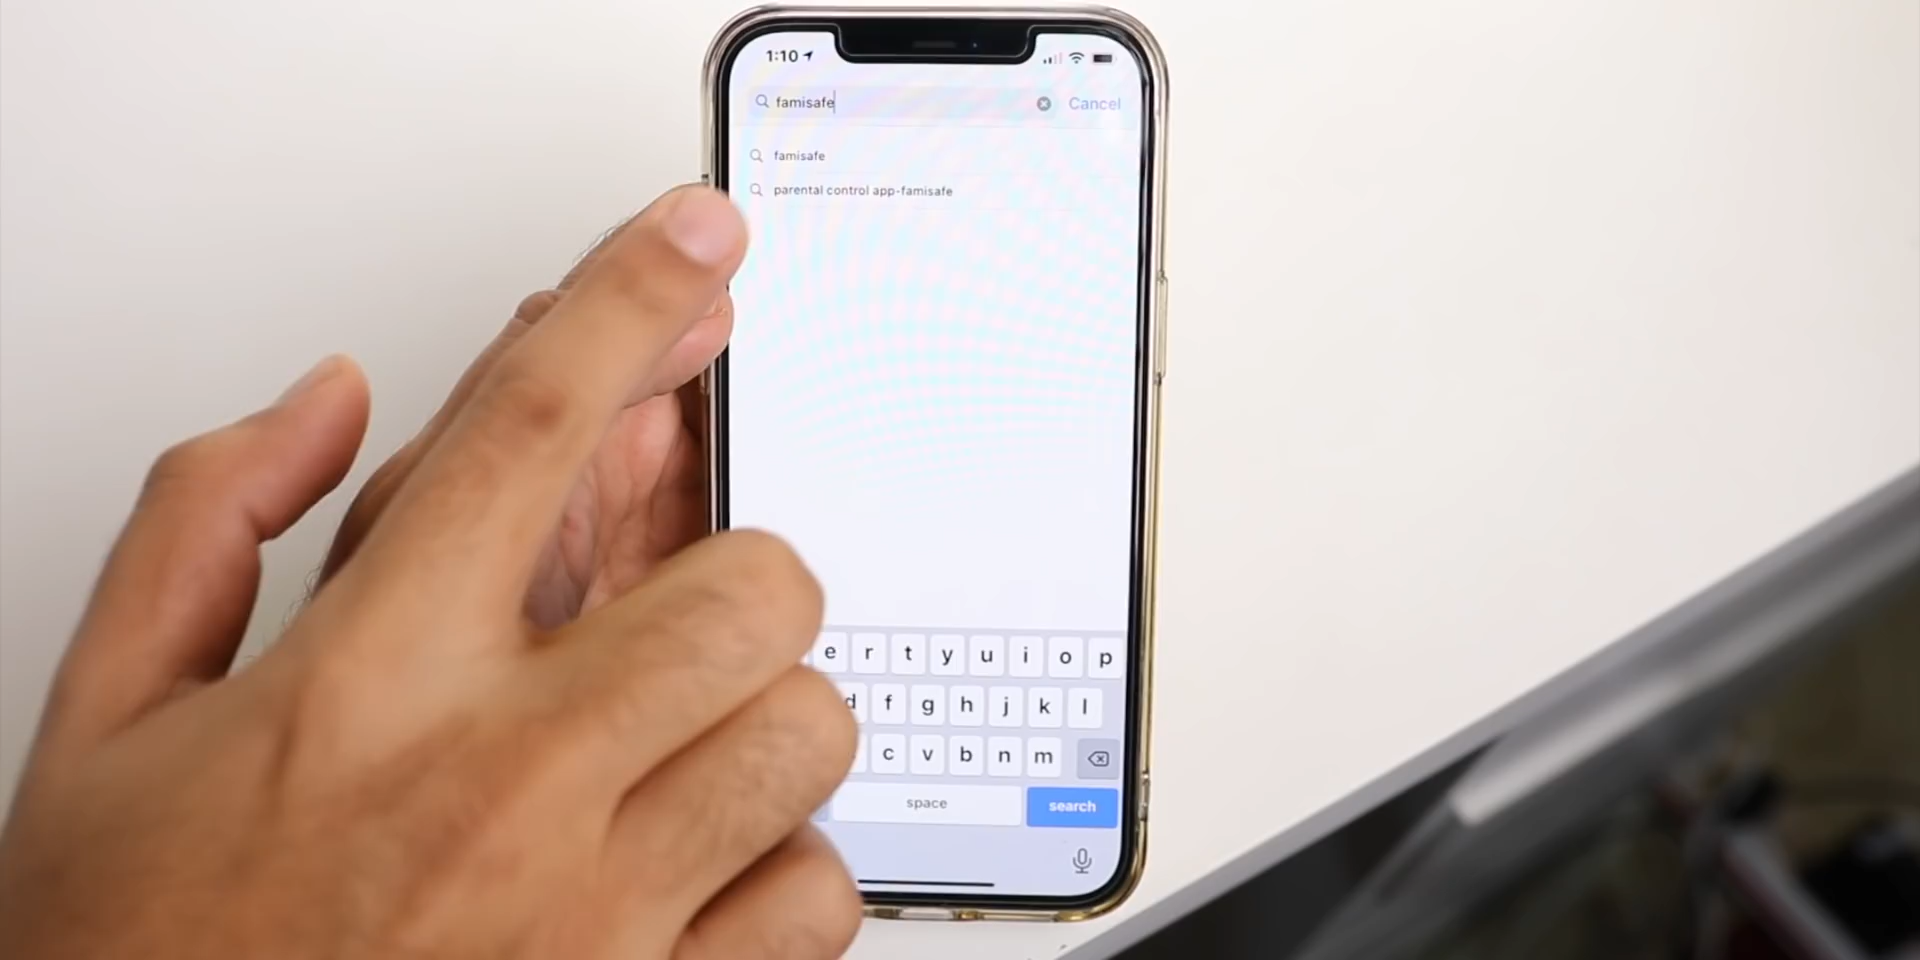 1:10
famisafe Cancel
famisafe
parental control app-famisafe
e r t y u i o p
d f g h j k l
c v b n m
space search